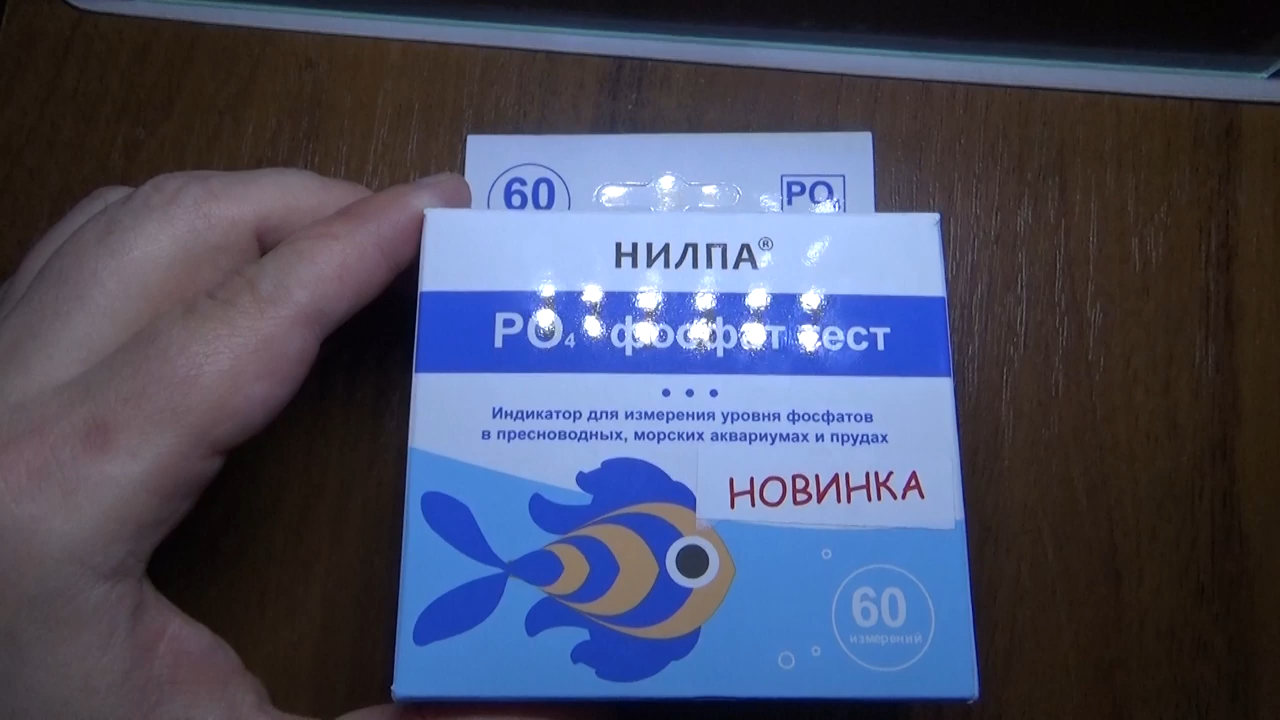 60 PO
НИЛПА®
PO₄ фосфат тест
Индикатор для измерения уровня фосфатов
в пресноводных, морских аквариумах и прудах
НОВИНКА
60
измерений